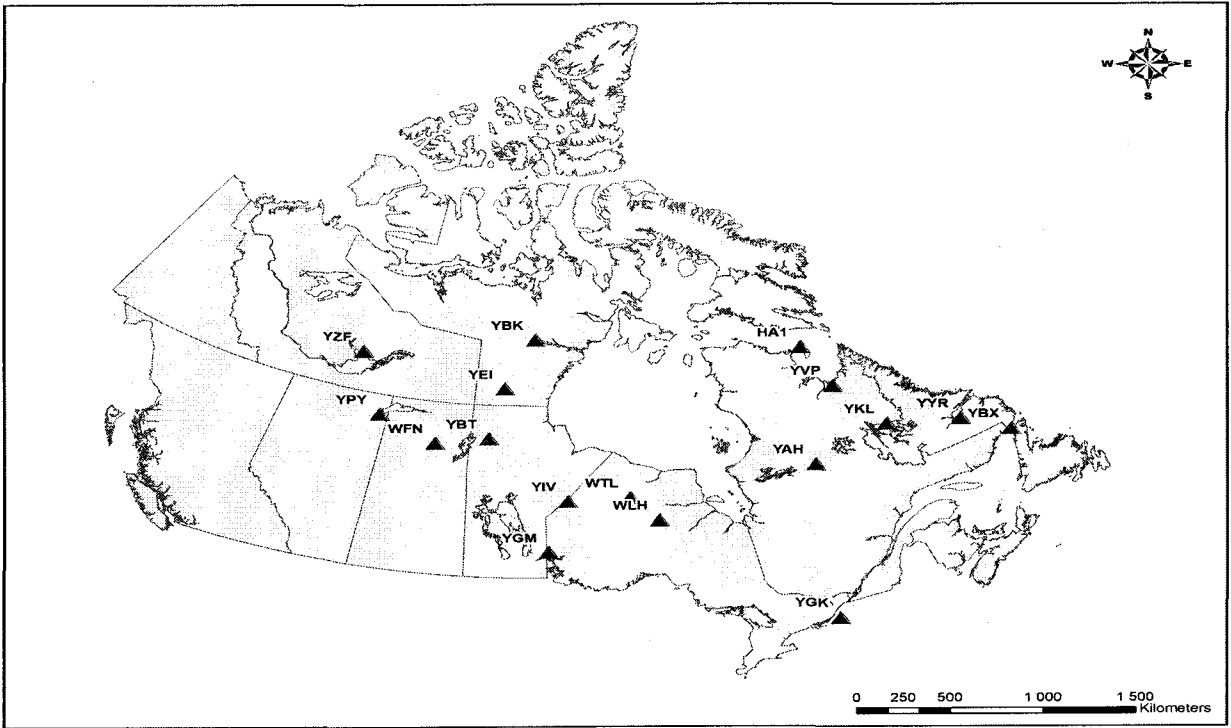 N
W E
S
YBK
HÄ1
YZF
YVP
YEI
YPY
YYR
YBX
YKL
WFN
YBT
YAH
YIV
WTL
WLH
YGM
YGK
0 250 500 1 000 1 500
Kilometers